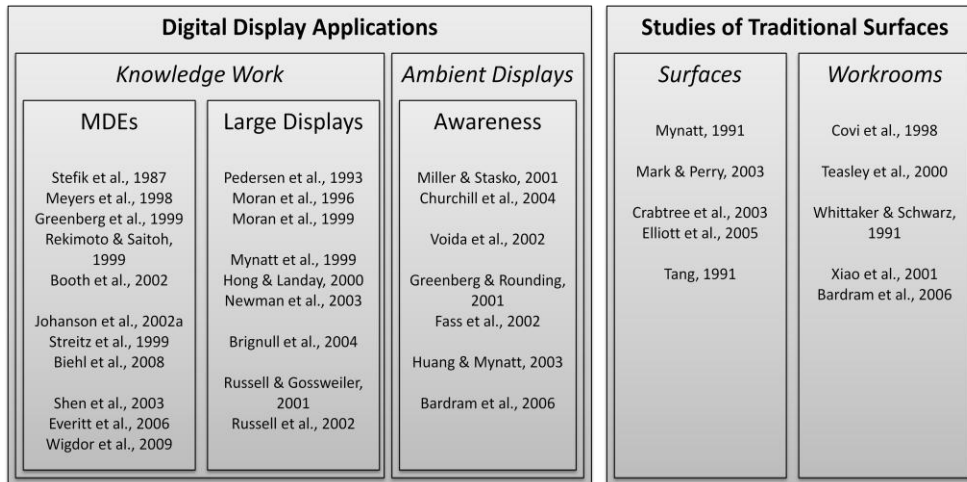 Digital Display Applications
Knowledge Work
MDEs
Stefik et al., 1987
Meyers et al., 1998
Greenberg et al., 1999
Rekimoto & Saitoh,
1999
Booth et al., 2002
Johanson et al., 2002a
Streitz et al., 1999
Biehl et al., 2008
Shen et al., 2003
Everitt et al., 2006
Wigdor et al., 2009
Large Displays
Pedersen et al., 1993
Moran et al., 1996
Moran et al., 1999
Mynatt et al., 1999
Hong & Landay, 2000
Newman et al., 2003
Brignull et al., 2004
Russell & Gossweiler,
2001
Russell et al., 2002
Ambient Displays
Awareness
Miller & Stasko, 2001
Churchill et al., 2004
Voida et al., 2002
Greenberg & Rounding,
2001
Fass et al., 2002
Huang & Mynatt, 2003
Bardram et al., 2006
Studies of Traditional Surfaces
Surfaces
Mynatt, 1991
Mark & Perry, 2003
Crabtree et al., 2003
Elliott et al., 2005
Tang, 1991
Workrooms
Covi et al., 1998
Teasley et al., 2000
Whittaker & Schwarz,
1991
Xiao et al., 2001
Bardram et al., 2006